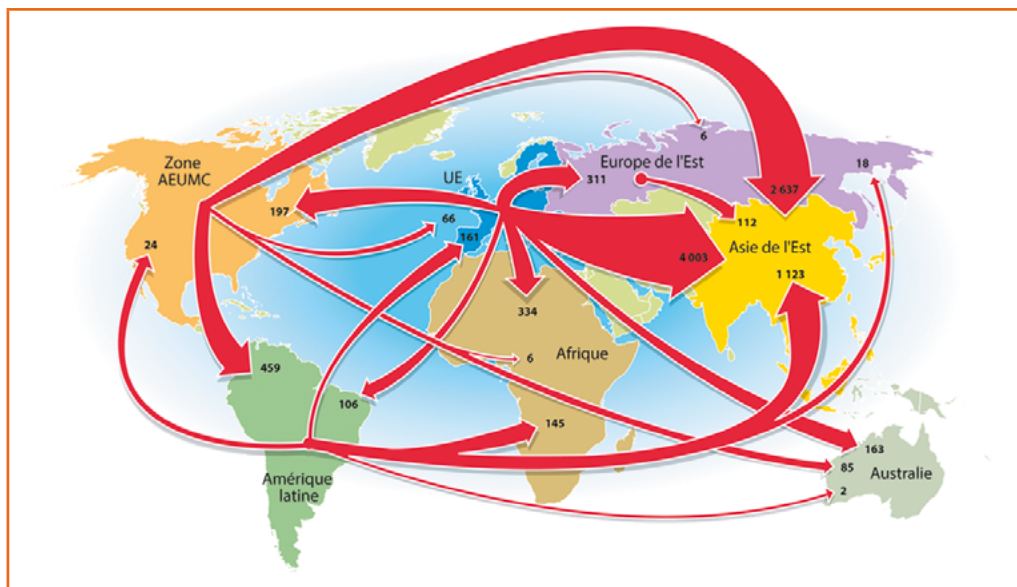 6
Zone
AEUMC
UE
Europe de l'Est
18
311
2 637
197
66
112
24
161
4 003
Asie de l'Est
1 123
334
6
Afrique
459
106
145
163
85
Australie
2
Amérique
latine